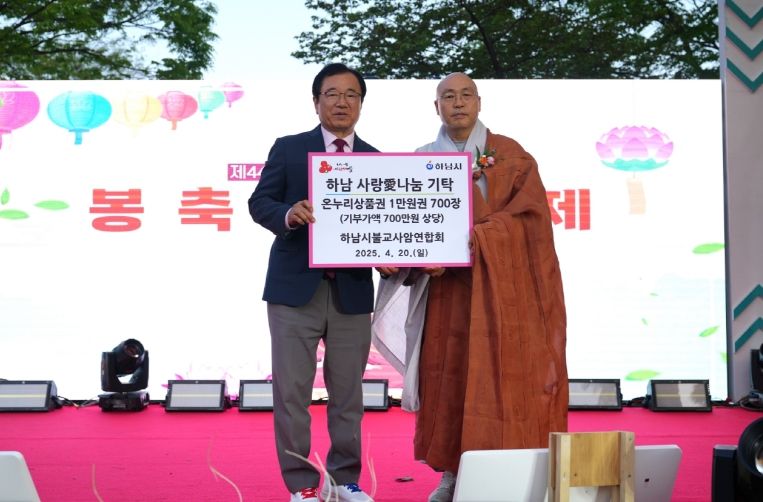 제44
봉 축
제
하남시
하남 사랑愛나눔 기탁
온누리상품권 1만원권 700장
(기부가액 700만원 상당)
하남시불교사암연합회
2025. 4. 20.(일)